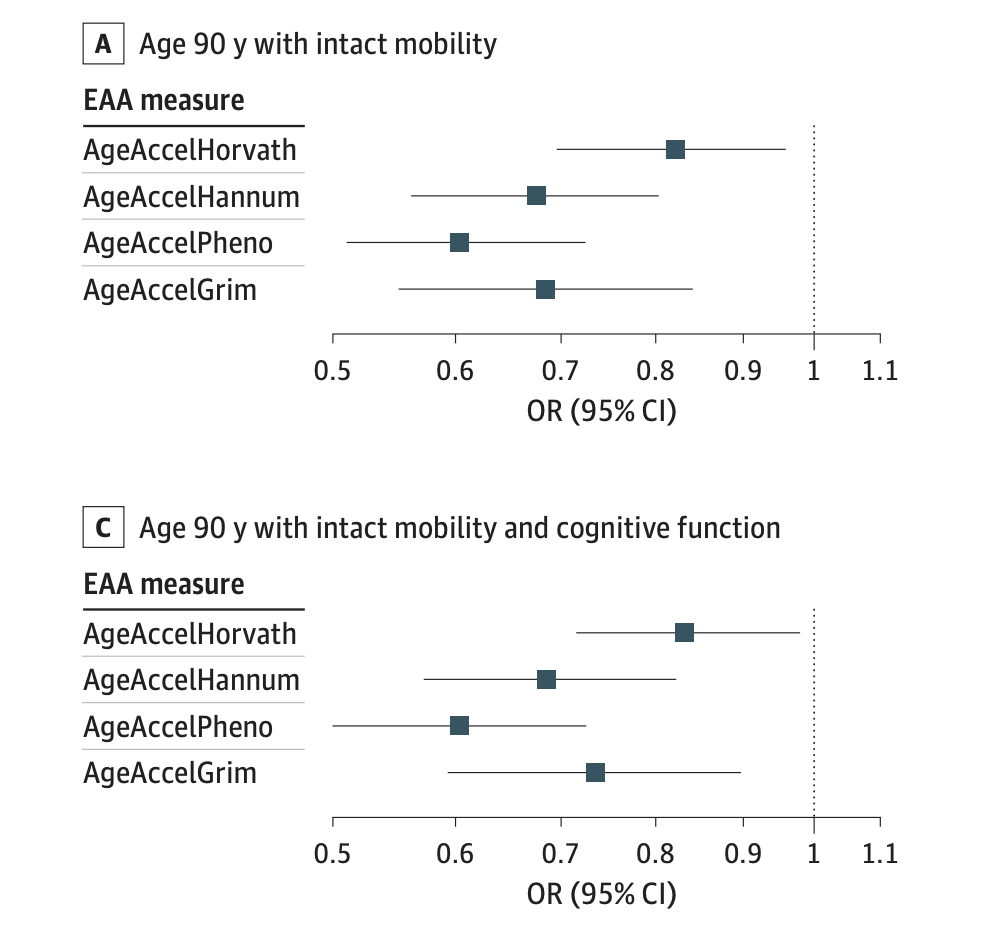 A Age 90 y with intact mobility
EAA measure
AgeAccelHorvath
AgeAccelHannum
AgeAccelPheno
AgeAccelGrim
0.5 0.6 0.7 0.8 0.9 1 1.1
OR (95% CI)
C Age 90 y with intact mobility and cognitive function
EAA measure
AgeAccelHorvath
AgeAccelHannum
AgeAccelPheno
AgeAccelGrim
0.5 0.6 0.7 0.8 0.9 1 1.1
OR (95% CI)